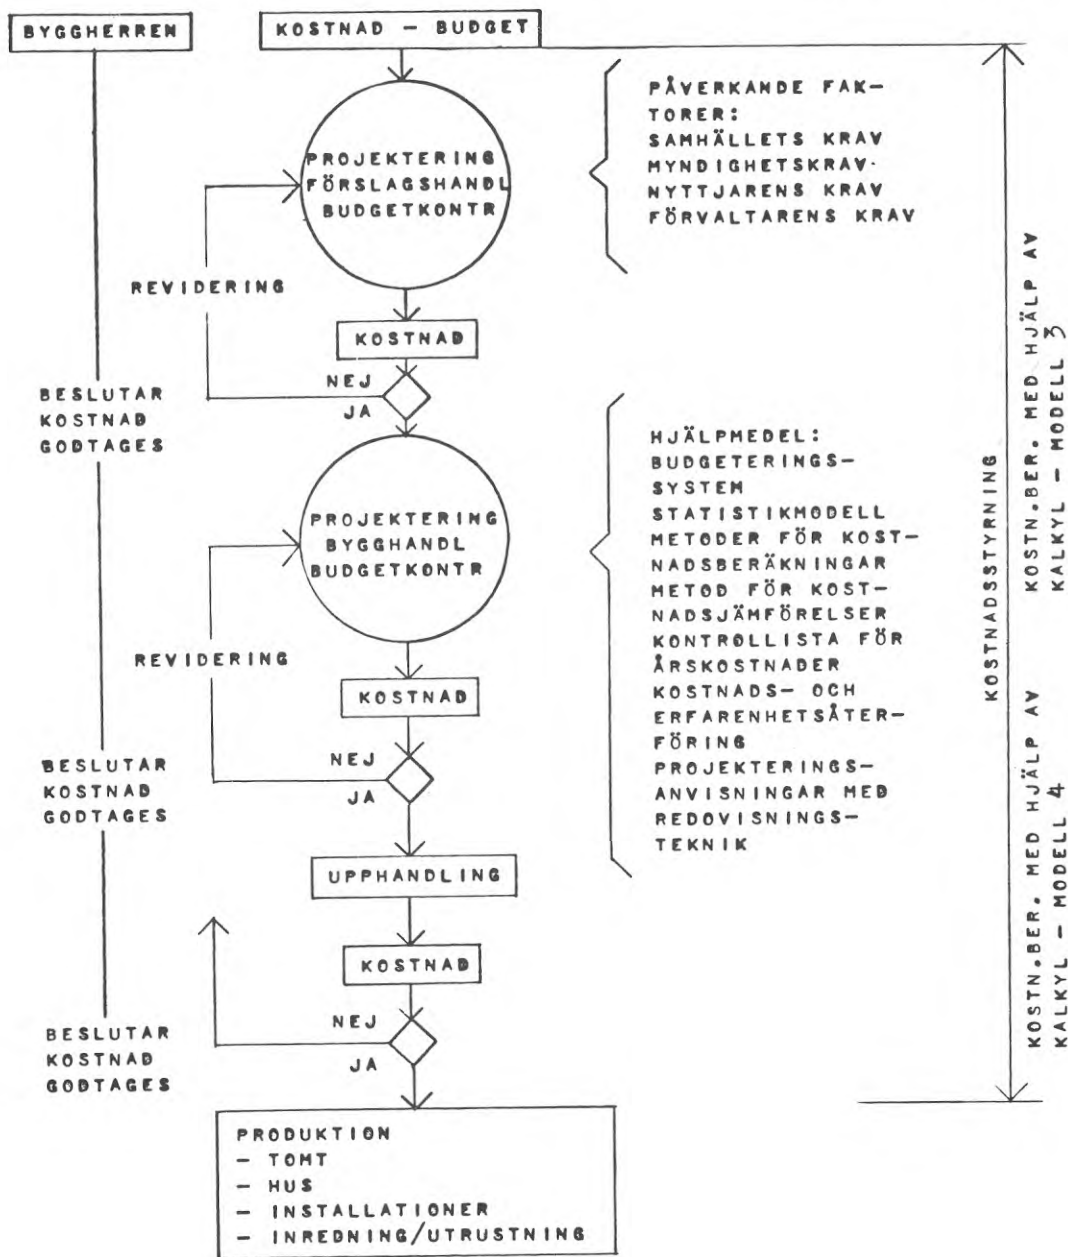 BYGGHERREN
KOSTNAD – BUDGET
PÅVERKANDE FAK–
TORER:
SAMHÄLLETS KRAV
MYNDIGHETSKRAV
NYTTJARENS KRAV
FÖRVALTARENS KRAV
PROJEKTERING
FÖRSLAGSHANDL
BUDGETKONTR
REVIDERING
KOSTNAD
NEJ
JA
BESLUTAR
KOSTNAD
GODTAGES
HJÄLPMEDEL:
BUDGETERINGS–
SYSTEM
STATISTIKMODELL
METODER FÖR KOST–
NADSBERÄKNINGAR
METOD FÖR KOST–
NADSJÄMFÖRELSER
KONTROLLISTA FÖR
ÅRSKOSTNADER
KOSTNADS– OCH
ERFARENHETSÅTER–
FÖRING
PROJEKTERINGS–
ANVISNINGAR MED
REDOVISNINGS–
TEKNIK
PROJEKTERING
BYGGHANDL
BUDGETKONTR
REVIDERING
KOSTNAD
NEJ
JA
BESLUTAR
KOSTNAD
GODTAGES
UPPHANDLING
KOSTNAD
NEJ
JA
BESLUTAR
KOSTNAD
GODTAGES
PRODUKTION
– TOMT
– HUS
– INSTALLATIONER
– INREDNING/UTRUSTNING
KOSTNADSSTYRNING
KOSTN.BER. MED HJÄLP AV
KALKYL – MODELL 3
KOSTN.BER. MED HJÄLP AV
KALKYL – MODELL 4